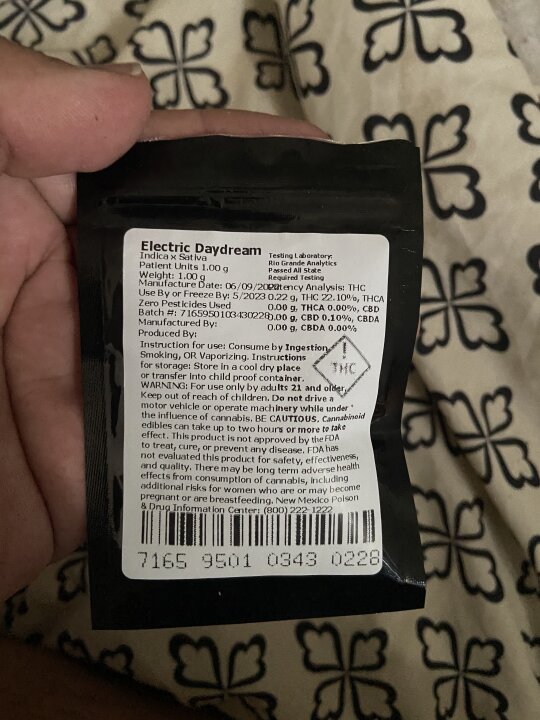 Electric Daydream
Indica x Sativa
Patient Units 1.00 g
Weight: 1.00 g
Manufacture Date: 06/09/
Use By or Freeze By: 5/2023
Zero Pesticides Used
Batch #: 7165950103430228
Manufactured By:
Produced By:
Testing Laboratory:
Rio Grande Analytics
Passed All State
Required Testing
Potency Analysis: THC
0.22 g, THC 22.10%, THCA
0.00 g, THCA 0.00%, CBD
0.00 g, CBD 0.10%, CBDA
0.00 g, CBDA 0.00%
Instruction for use: Consume by Ingestion,
Smoking, OR Vaporizing. Instructions
for storage: Store in a cool dry place
or transfer into child proof container.
WARNING: For use only by adults 21 and older.
Keep out of reach of children. Do not drive a
motor vehicle or operate machinery while under
the influence of cannabis. BE CAUTIOUS. Cannabinoid
edibles can take up to two hours or more to take
effect. This product is not approved by the FDA
to treat, cure, or prevent any disease. FDA has
not evaluated this product for safety, effectiveness,
and quality. There may be long term adverse health
effects from consumption of cannabis, including
additional risks for women who are or may become
pregnant or are breastfeeding. New Mexico Poison
& Drug Information Center: (800) 222-1222
!
THC
7165 9501 0343 0228